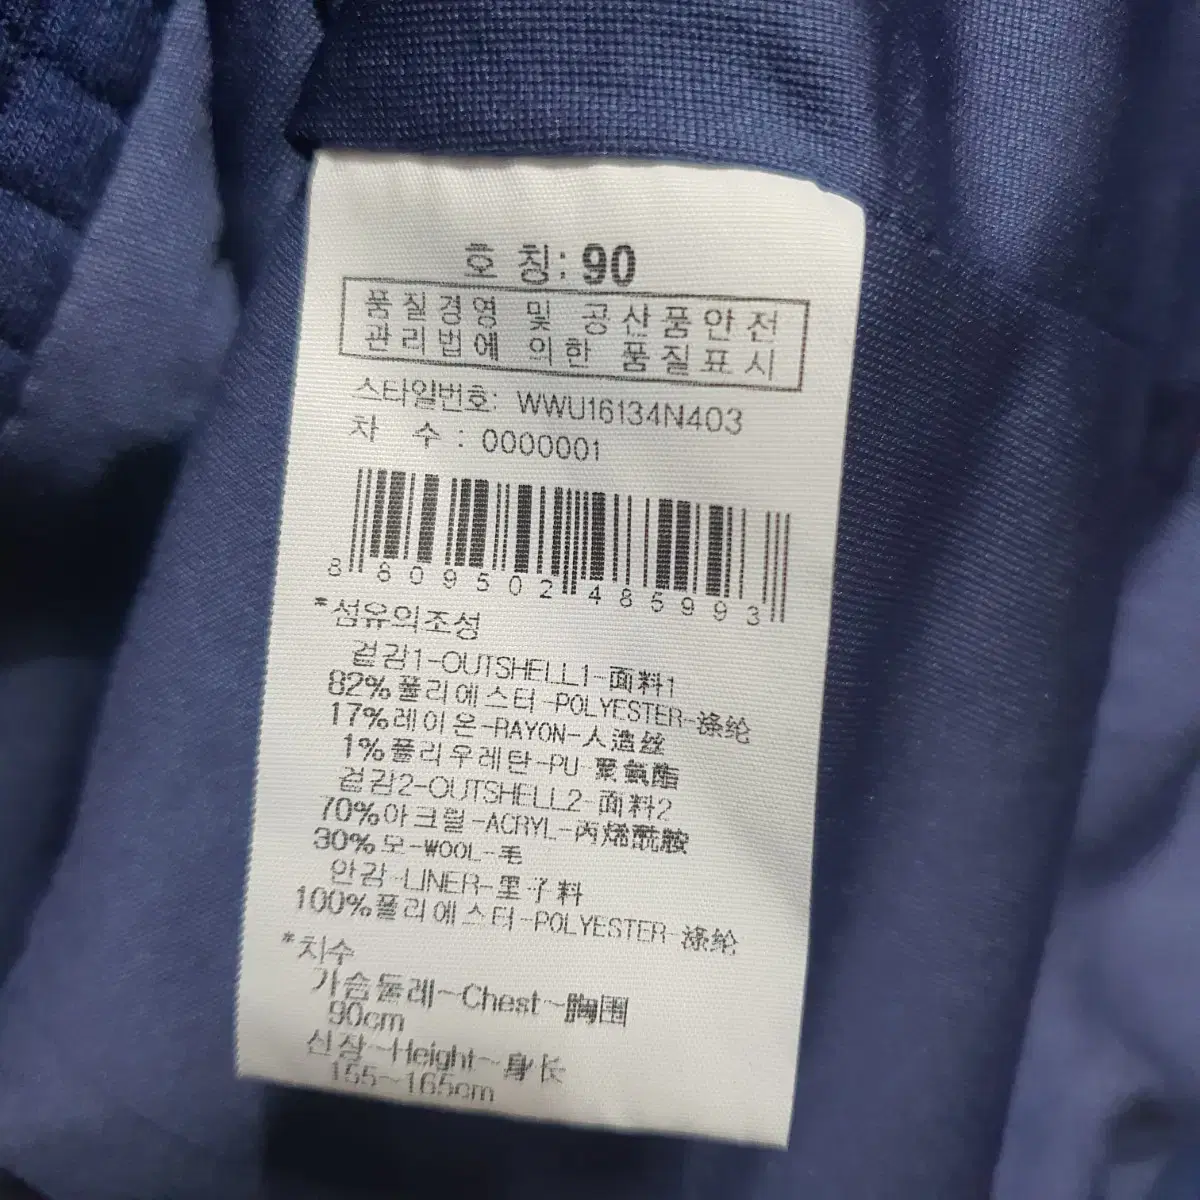 호 칭: 90
품질경영 및 공산품안전
관리법에 의한 품질표시
스타일번호: WWU16134N403
차 수: 0000001
8 809502 485993
*섬유의조성
겉감1-OUTSHELL1-面料1
82%폴리에스터-POLYESTER-涤纶
17%레이온-RAYON-人造丝
1%폴리우레탄-PU-聚氨酯
겉감2-OUTSHELL2-面料2
70%아크릴-ACRYL-丙烯酰胺
30%모-WOOL-毛
안감-LINER-里子料
100%폴리에스터-POLYESTER-涤纶
*치수
가슴둘레~Chest~胸围
90cm
신장~Height~身长
155~165cm